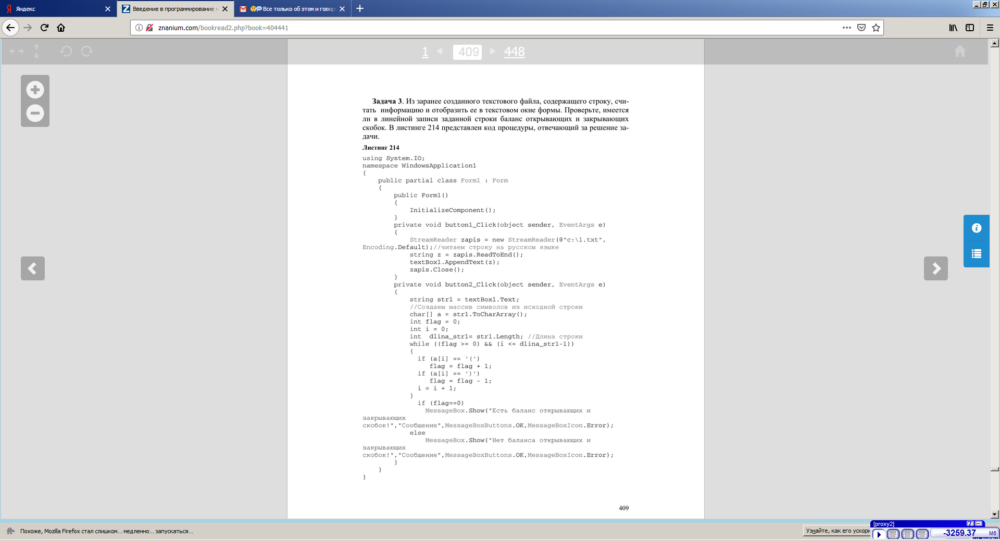 Яндекс
Введение в программирование н
Все только об этом и говор
znanium.com/bookread2.php?book=404441
1 409 448
Задача 3. Из заранее созданного текстового файла, содержащего строку, счи-
тать информацию и отобразить ее в текстовом окне формы. Проверьте, имеется
ли в линейной записи заданной строки баланс открывающих и закрывающих
скобок. В листинге 214 представлен код процедуры, отвечающий за решение за-
дачи.
Листинг 214
using System.IO;
namespace WindowsApplication1
{
public partial class Form1 : Form
{
public Form1()
{
InitializeComponent();
}
private void button1_Click(object sender, EventArgs e)
{
StreamReader zapis = new StreamReader(@"c:\1.txt",
Encoding.Default);//читаем строку на русском языке
string z = zapis.ReadToEnd();
textBox1.AppendText(z);
zapis.Close();
}
private void button2_Click(object sender, EventArgs e)
{
string str1 = textBox1.Text;
//Создаем массив символов из исходной строки
char[] a = str1.ToCharArray();
int flag = 0;
int i = 0;
int  dlina_str1= str1.Length; //Длина строки
while ((flag >= 0) && (i <= dlina_str1-1))
{
if (a[i] == '(')
flag = flag + 1;
if (a[i] == ')')
flag = flag - 1;
i = i + 1;
}
if (flag==0)
MessageBox.Show("Есть баланс открывающих и
закрывающих
скобок!","Сообщение",MessageBoxButtons.OK,MessageBoxIcon.Error);
else
MessageBox.Show("Нет баланса открывающих и
закрывающих
скобок!","Сообщение",MessageBoxButtons.OK,MessageBoxIcon.Error);
}
}
}
409
Похоже, Mozilla Firefox стал слишком... медленно... запускаться...
Узнайте, как его ускори
[proxy2]
-3259.37 Мб